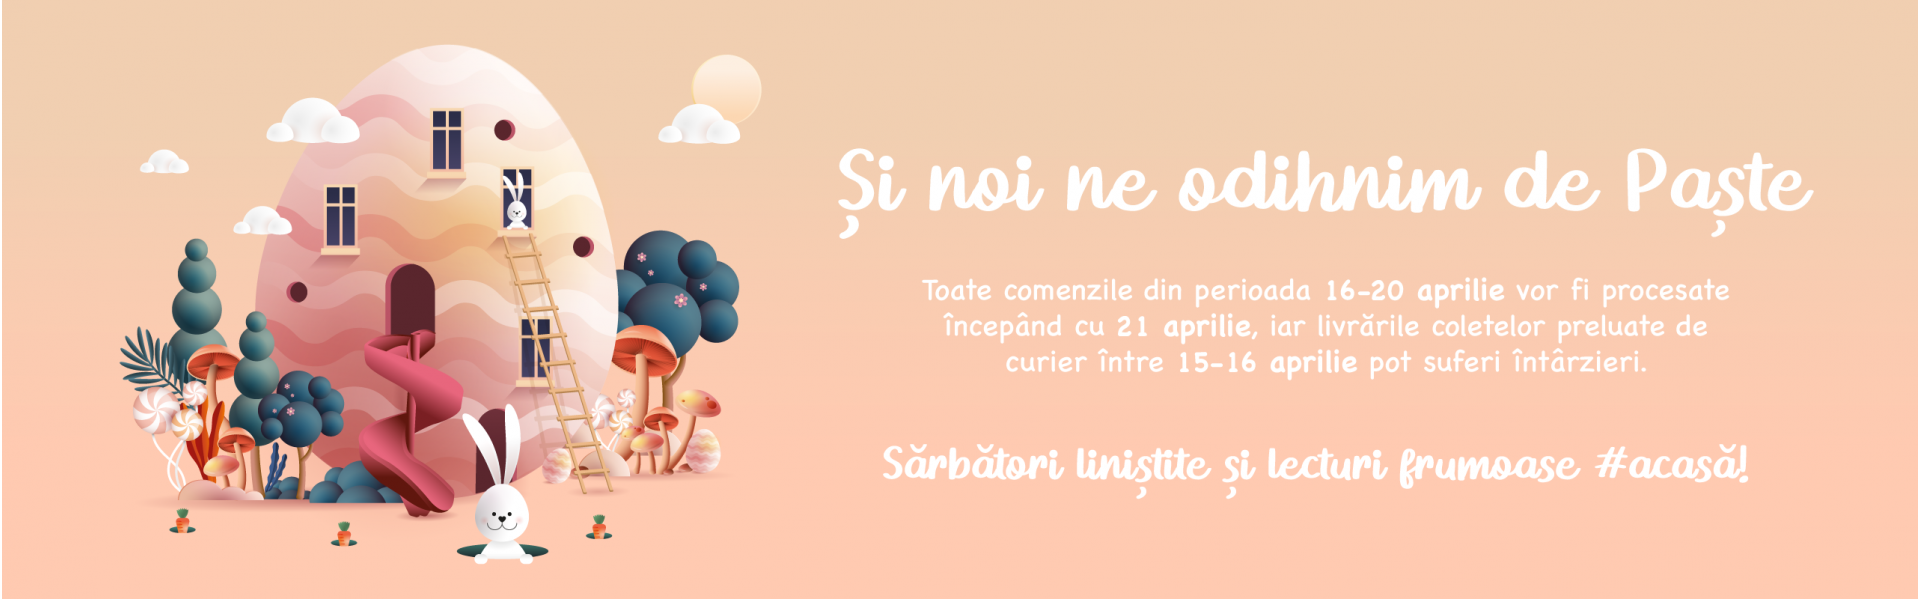 Și noi ne odihnim de Paște
Toate comenzile din perioada 16-20 aprilie vor fi procesate
începând cu 21 aprilie, iar livrările coletelor preluate de
curier între 15-16 aprilie pot suferi întârzieri.
Sărbători liniștite și lecturi frumoase #acasă!